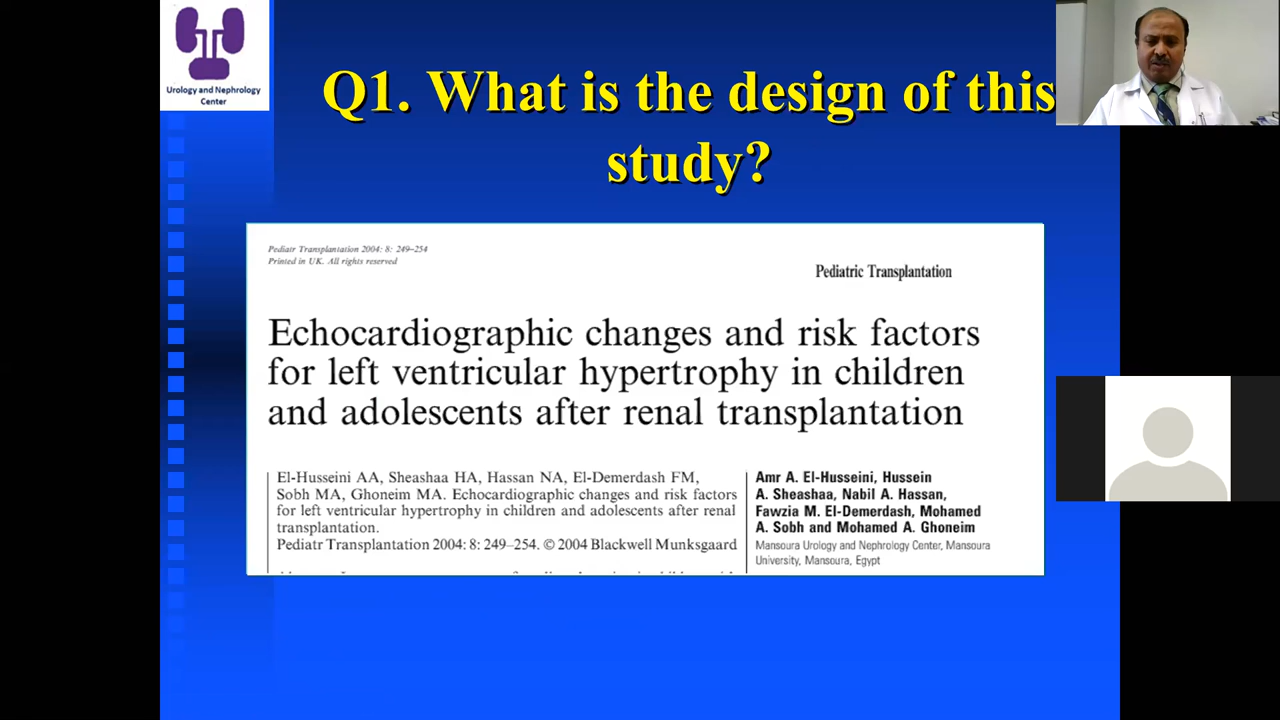 Urology and Nephrology
Center
Q1. What is the design of this
study?
Pediatr Transplantation 2004: 8: 249–254
Printed in UK. All rights reserved
Pediatric Transplantation
Echocardiographic changes and risk factors
for left ventricular hypertrophy in children
and adolescents after renal transplantation
El-Husseini AA, Sheashaa HA, Hassan NA, El-Demerdash FM,
Sobh MA, Ghoneim MA. Echocardiographic changes and risk factors
for left ventricular hypertrophy in children and adolescents after renal
transplantation.
Pediatr Transplantation 2004: 8: 249–254. © 2004 Blackwell Munksgaard
Amr A. El-Husseini, Hussein
A. Sheashaa, Nabil A. Hassan,
Fawzia M. El-Demerdash, Mohamed
A. Sobh and Mohamed A. Ghoneim
Mansoura Urology and Nephrology Center, Mansoura
University, Mansoura, Egypt